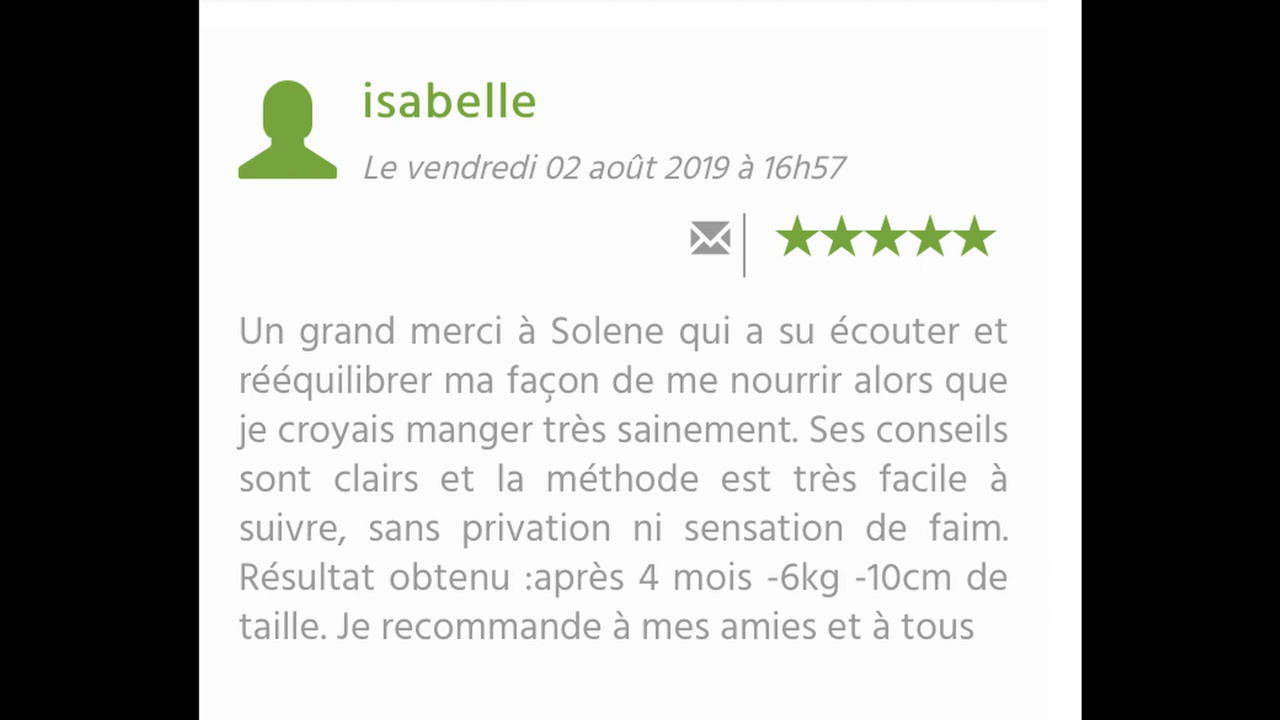 isabelle
Le vendredi 02 août 2019 à 16h57
Un grand merci à Solene qui a su écouter et
rééquilibrer ma façon de me nourrir alors que
je croyais manger très sainement. Ses conseils
sont clairs et la méthode est très facile à
suivre, sans privation ni sensation de faim.
Résultat obtenu :après 4 mois -6kg -10cm de
taille. Je recommande à mes amies et à tous